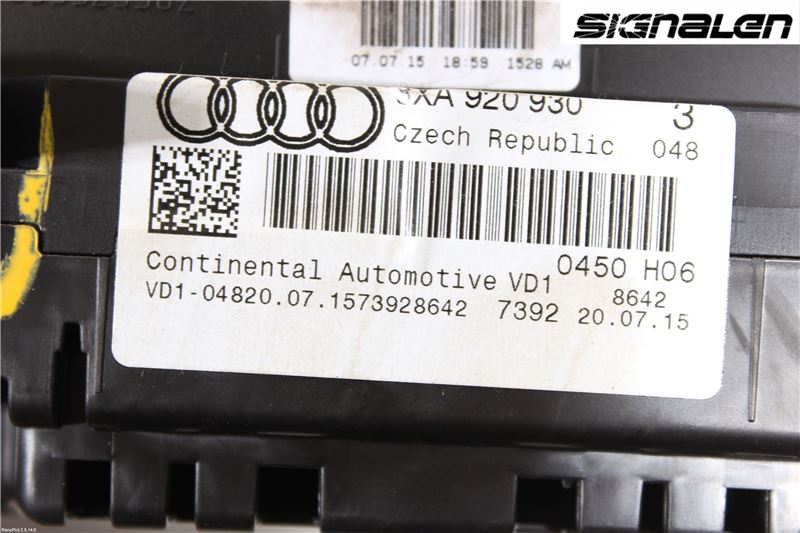 SIGNALEN
07.07.15 18:59 1528 AM
XA 920 930 3
Czech Republic 048
0450 H06
Continental Automotive VD1
8642
VD1-04820.07.1573928642 7392 20.07.15